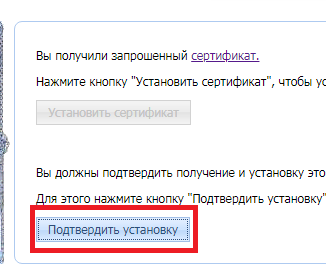 Вы получили запрошенный сертификат.
Нажмите кнопку "Установить сертификат", чтобы ус
Установить сертификат
Вы должны подтвердить получение и установку это
Для этого нажмите кнопку "Подтвердить установку"
Подтвердить установку